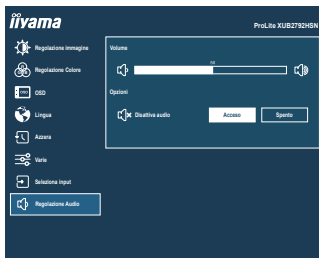 iiyama
ProLite XUB2792HSN
Regolazione immagine
Regolazione Colore
OSD
OSD
Lingua
Azzera
Varie
Seleziona input
Regolazione Audio
Volume
Opzioni
Disattiva audio
Acceso
Spento